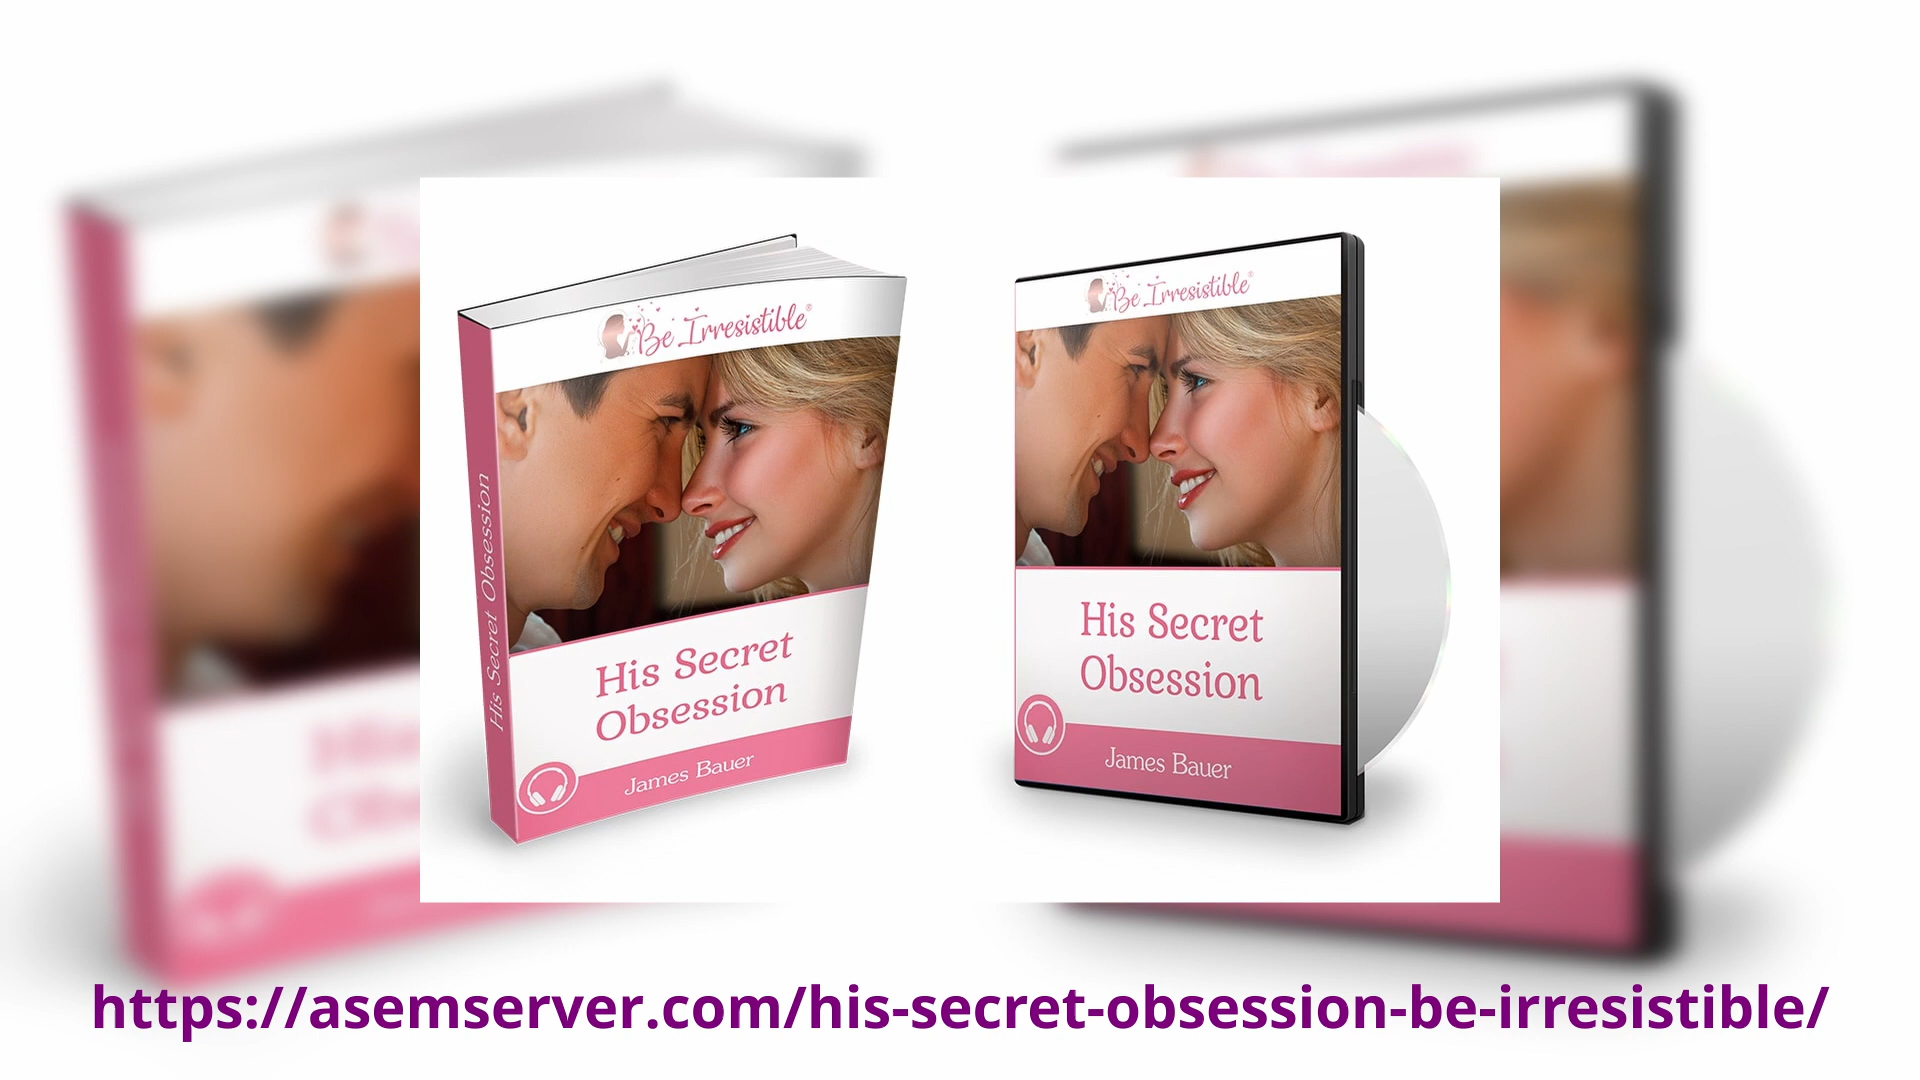 Be Irresistible®
His Secret Obsession
His Secret
Obsession
James Bauer
Be Irresistible®
His Secret
Obsession
James Bauer
https://asemserver.com/his-secret-obsession-be-irresistible/